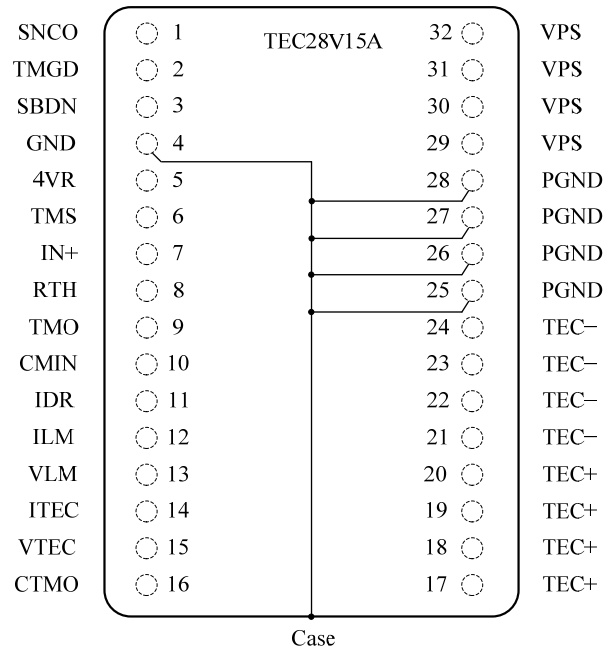 SNCO 1 TEC28V15A 32 VPS
TMGD 2 31 VPS
SBDN 3 30 VPS
GND 4 29 VPS
4VR 5 28 PGND
TMS 6 27 PGND
IN+ 7 26 PGND
RTH 8 25 PGND
TMO 9 24 TEC−
CMIN 10 23 TEC−
IDR 11 22 TEC−
ILM 12 21 TEC−
VLM 13 20 TEC+
ITEC 14 19 TEC+
VTEC 15 18 TEC+
CTMO 16 17 TEC+
Case